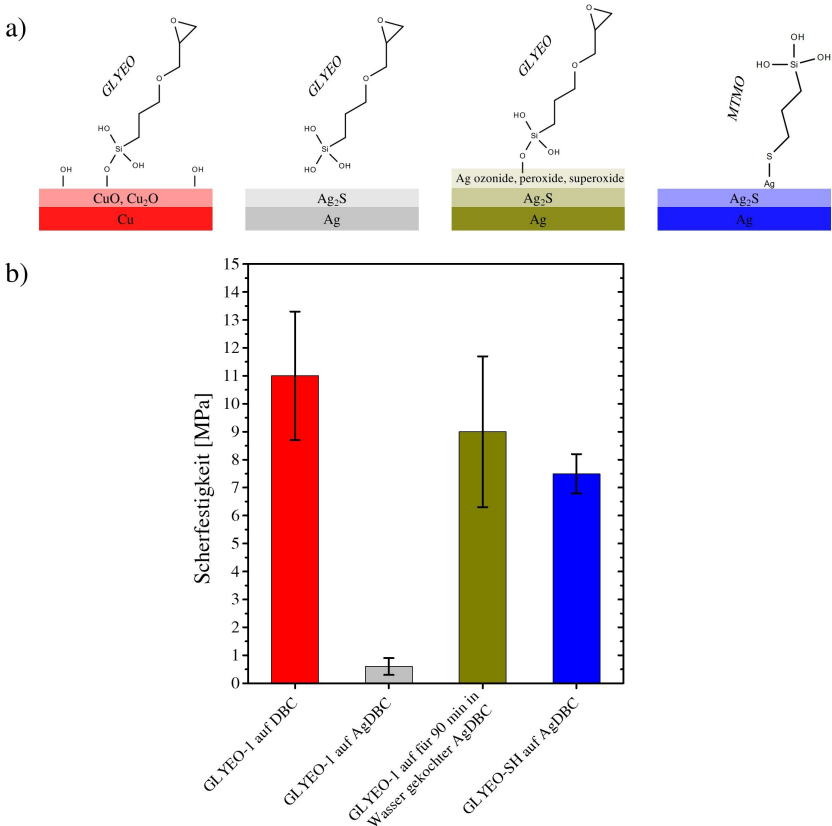 a)
GLYEO
O
O
HO
Si
OH
O
OH
OH
CuO, Cu2O
Cu
GLYEO
O
O
HO
Si
OH
OH
Ag2S
Ag
GLYEO
O
O
HO
Si
OH
O
Ag ozonide, peroxide, superoxide
Ag2S
Ag
MTMO
OH
HO
Si
OH
S
Ag
Ag2S
Ag
b)
Scherfestigkeit [MPa]
15
14
13
12
11
10
9
8
7
6
5
4
3
2
1
0
GLYEO-1 auf DBC
GLYEO-1 auf AgDBC
GLYEO-1 auf für 90 min in
Wasser gekochter AgDBC
GLYEO-SH auf AgDBC